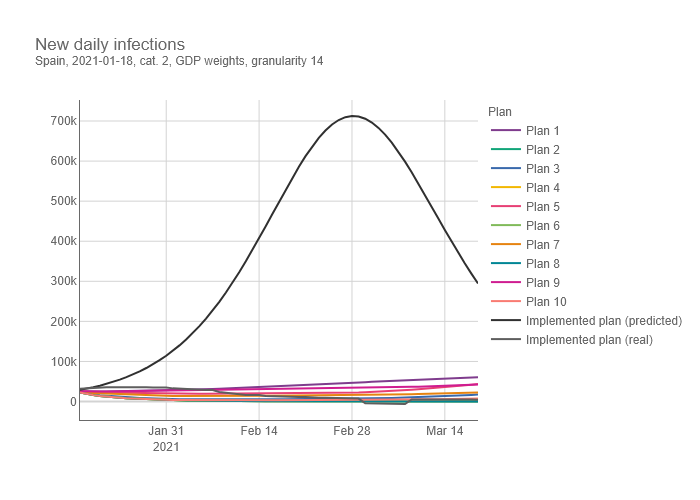 New daily infections
Spain, 2021-01-18, cat. 2, GDP weights, granularity 14
700k
600k
500k
400k
300k
200k
100k
0
Jan 31
2021
Feb 14
Feb 28
Mar 14
Plan
Plan 1
Plan 2
Plan 3
Plan 4
Plan 5
Plan 6
Plan 7
Plan 8
Plan 9
Plan 10
Implemented plan (predicted)
Implemented plan (real)